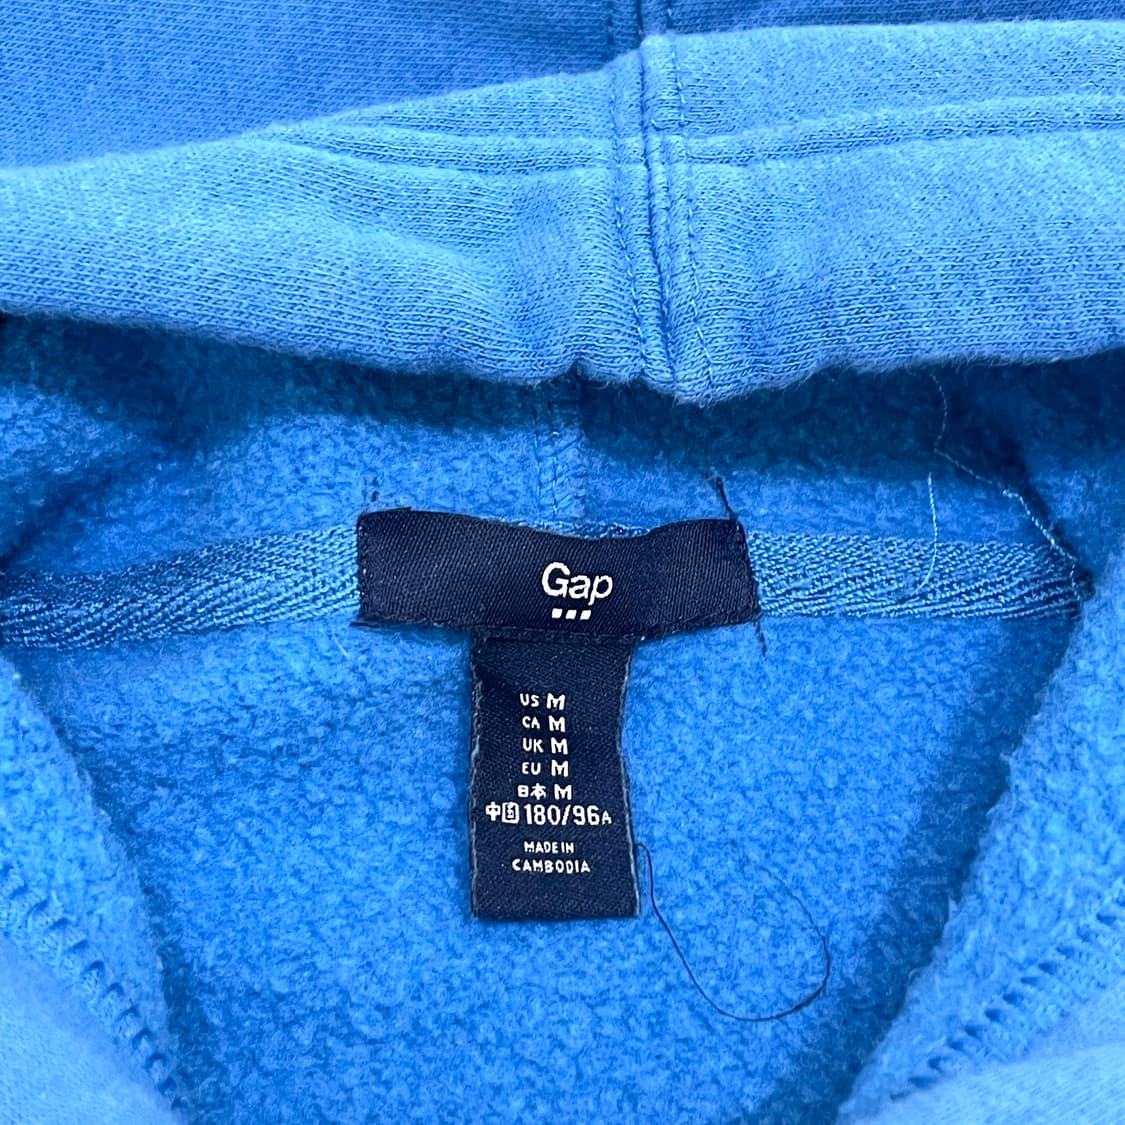 Gap
US M
CA M
UK M
EU M
日本 M
中国 180/96A
MADE IN
CAMBODIA